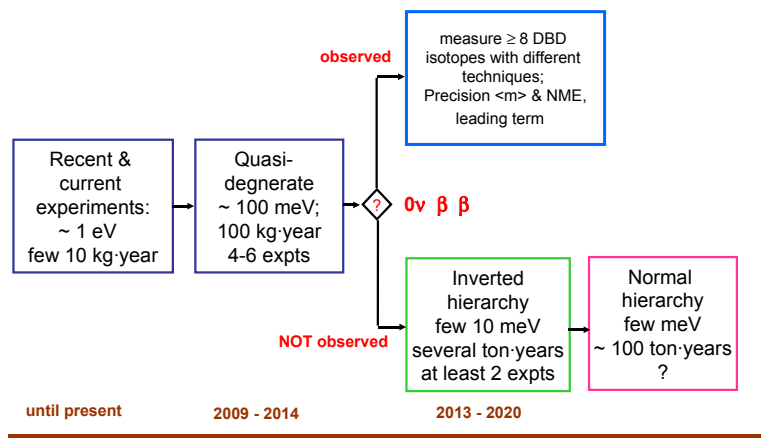 Recent &
current
experiments:
~ 1 eV
few 10 kg·year
Quasi-
degnerate
~ 100 meV;
100 kg·year
4-6 expts
?
0ν β β
observed
measure ≥ 8 DBD
isotopes with different
techniques;
Precision <m> & NME,
leading term
NOT observed
Inverted
hierarchy
few 10 meV
several ton·years
at least 2 expts
Normal
hierarchy
few meV
~ 100 ton·years
?
until present
2009 - 2014
2013 - 2020